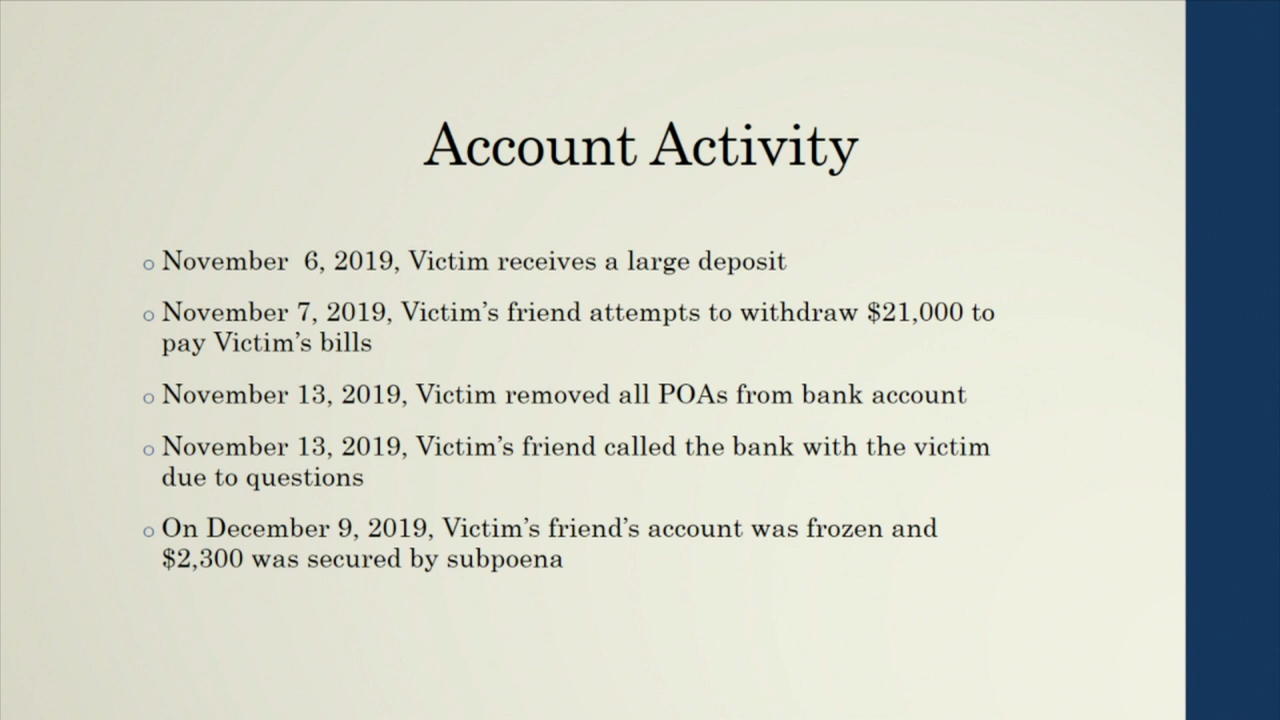 Account Activity
November  6, 2019, Victim receives a large deposit
November 7, 2019, Victim’s friend attempts to withdraw $21,000 to
pay Victim’s bills
November 13, 2019, Victim removed all POAs from bank account
November 13, 2019, Victim’s friend called the bank with the victim
due to questions
On December 9, 2019, Victim’s friend’s account was frozen and
$2,300 was secured by subpoena